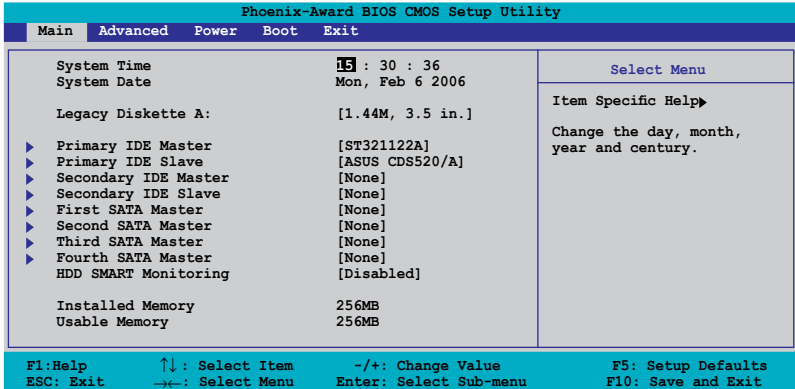 Phoenix-Award BIOS CMOS Setup Utility
Main Advanced Power Boot Exit
System Time 15 : 30 : 36
System Date Mon, Feb 6 2006
Legacy Diskette A: [1.44M, 3.5 in.]
Primary IDE Master [ST321122A]
Primary IDE Slave [ASUS CDS520/A]
Secondary IDE Master [None]
Secondary IDE Slave [None]
First SATA Master [None]
Second SATA Master [None]
Third SATA Master [None]
Fourth SATA Master [None]
HDD SMART Monitoring [Disabled]
Installed Memory 256MB
Usable Memory 256MB
Select Menu
Item Specific Help
Change the day, month,
year and century.
F1:Help ↑↓: Select Item -/+: Change Value F5: Setup Defaults
ESC: Exit →←: Select Menu Enter: Select Sub-menu F10: Save and Exit